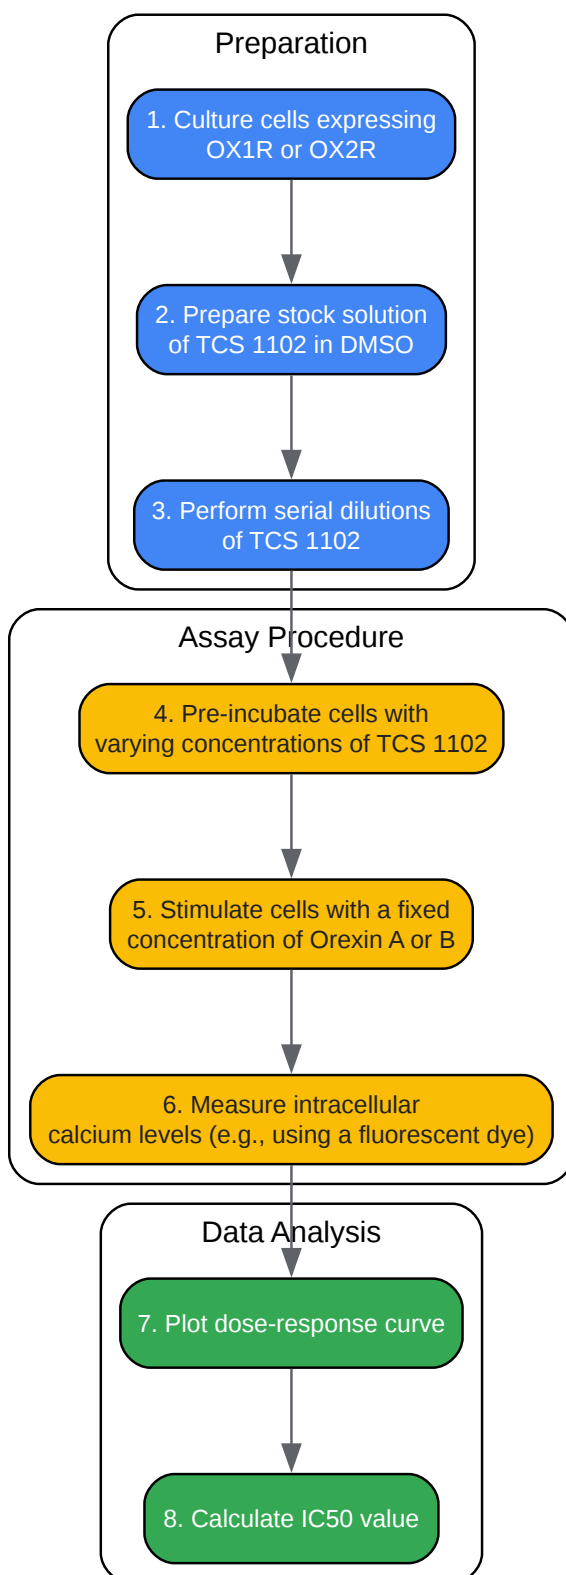 Preparation
1. Culture cells expressing
OX1R or OX2R
2. Prepare stock solution
of TCS 1102 in DMSO
3. Perform serial dilutions
of TCS 1102
Assay Procedure
4. Pre-incubate cells with
varying concentrations of TCS 1102
5. Stimulate cells with a fixed
concentration of Orexin A or B
6. Measure intracellular
calcium levels (e.g., using a fluorescent dye)
Data Analysis
7. Plot dose-response curve
8. Calculate IC50 value